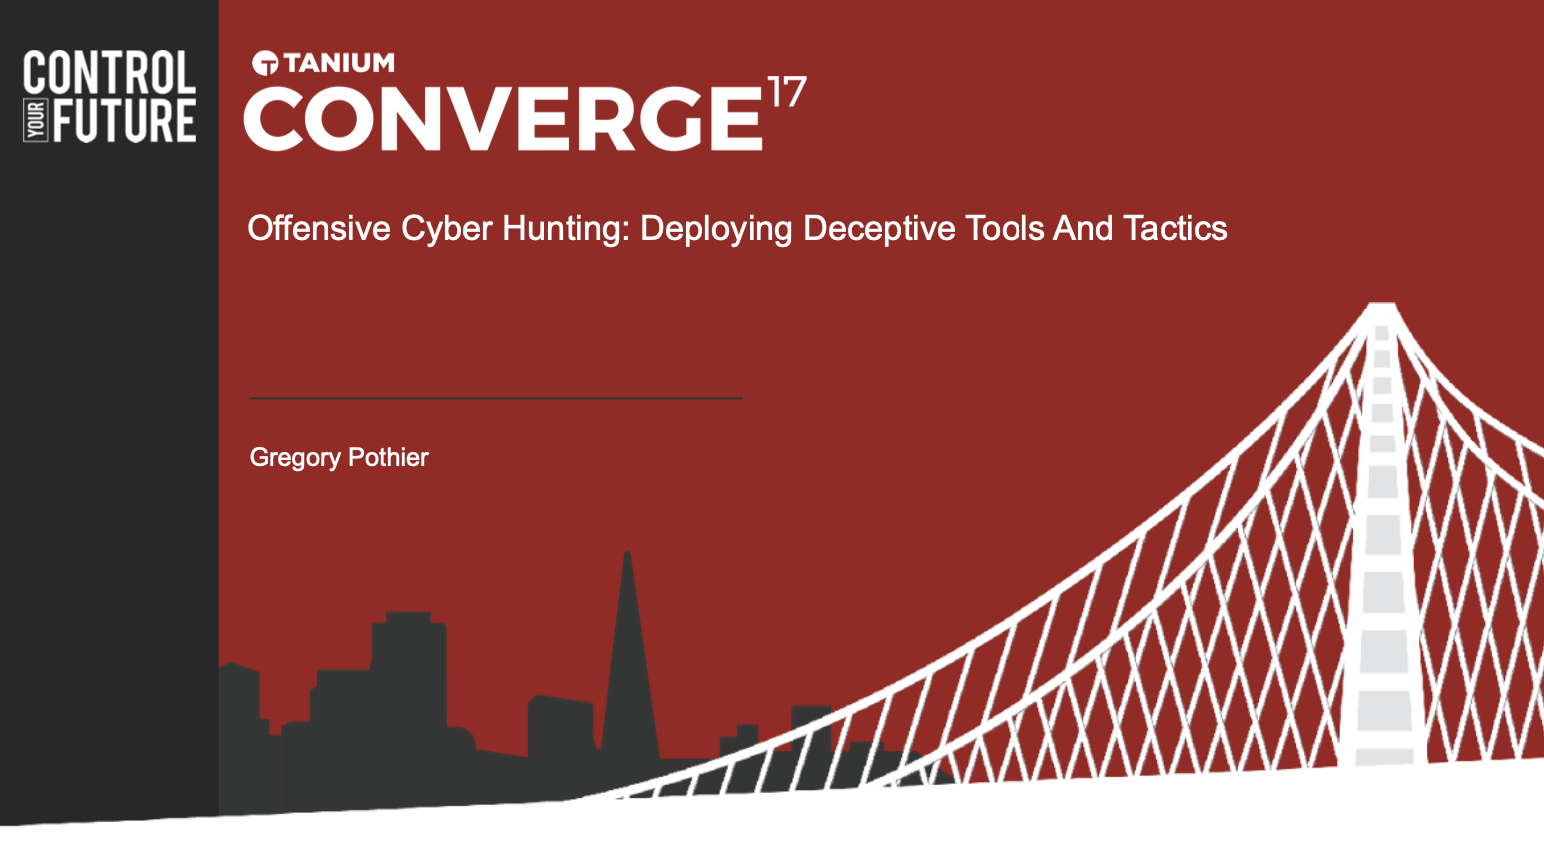 CONTROL
YOUR FUTURE
TANIUM
CONVERGE17
Offensive Cyber Hunting: Deploying Deceptive Tools And Tactics
Gregory Pothier